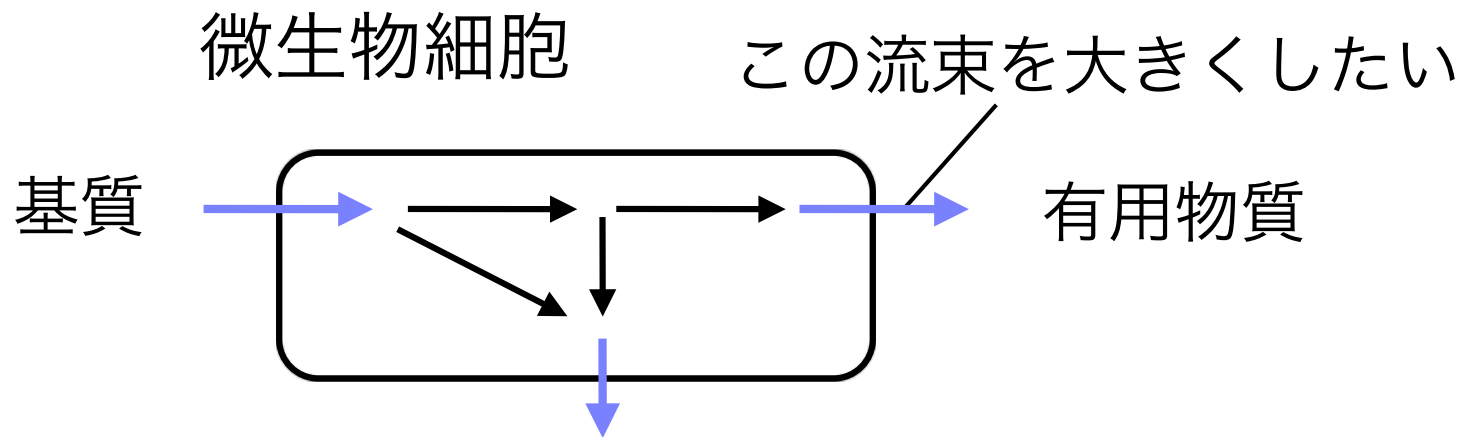 微生物細胞
この流束を大きくしたい
基質
有用物質